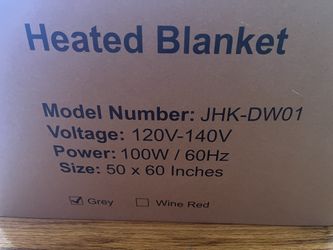 Heated Blanket
Model Number: JHK-DW01
Voltage: 120V-140V
Power: 100W / 60Hz
Size: 50 x 60 Inches
Grey Wine Red